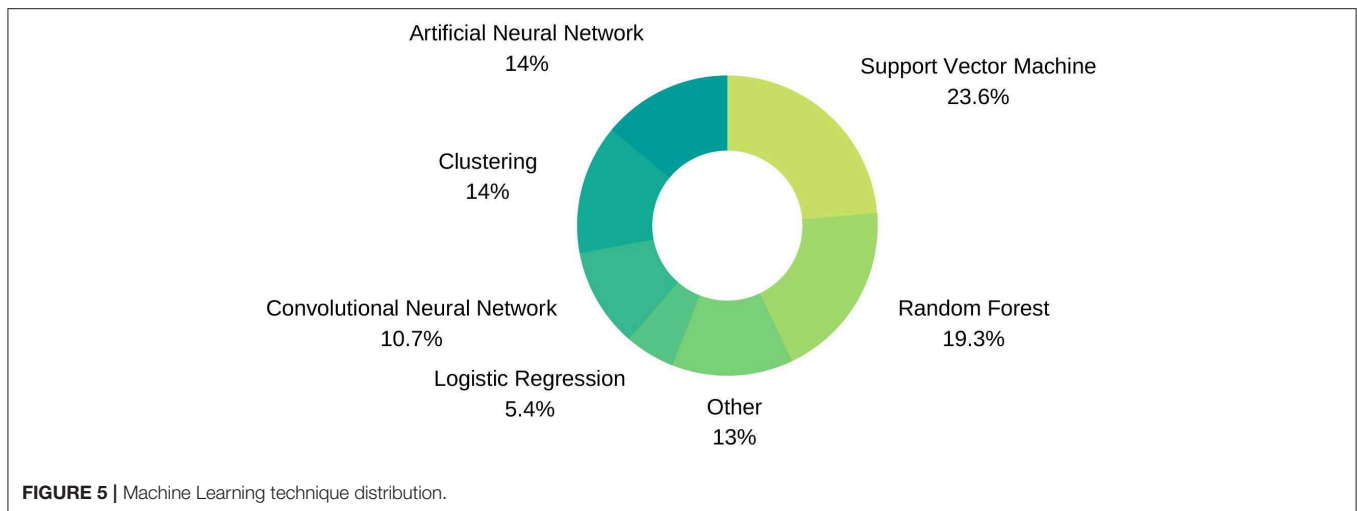 Artificial Neural Network
14%
Support Vector Machine
23.6%
Clustering
14%
Convolutional Neural Network
10.7%
Random Forest
19.3%
Logistic Regression
5.4%
Other
13%
FIGURE 5 | Machine Learning technique distribution.